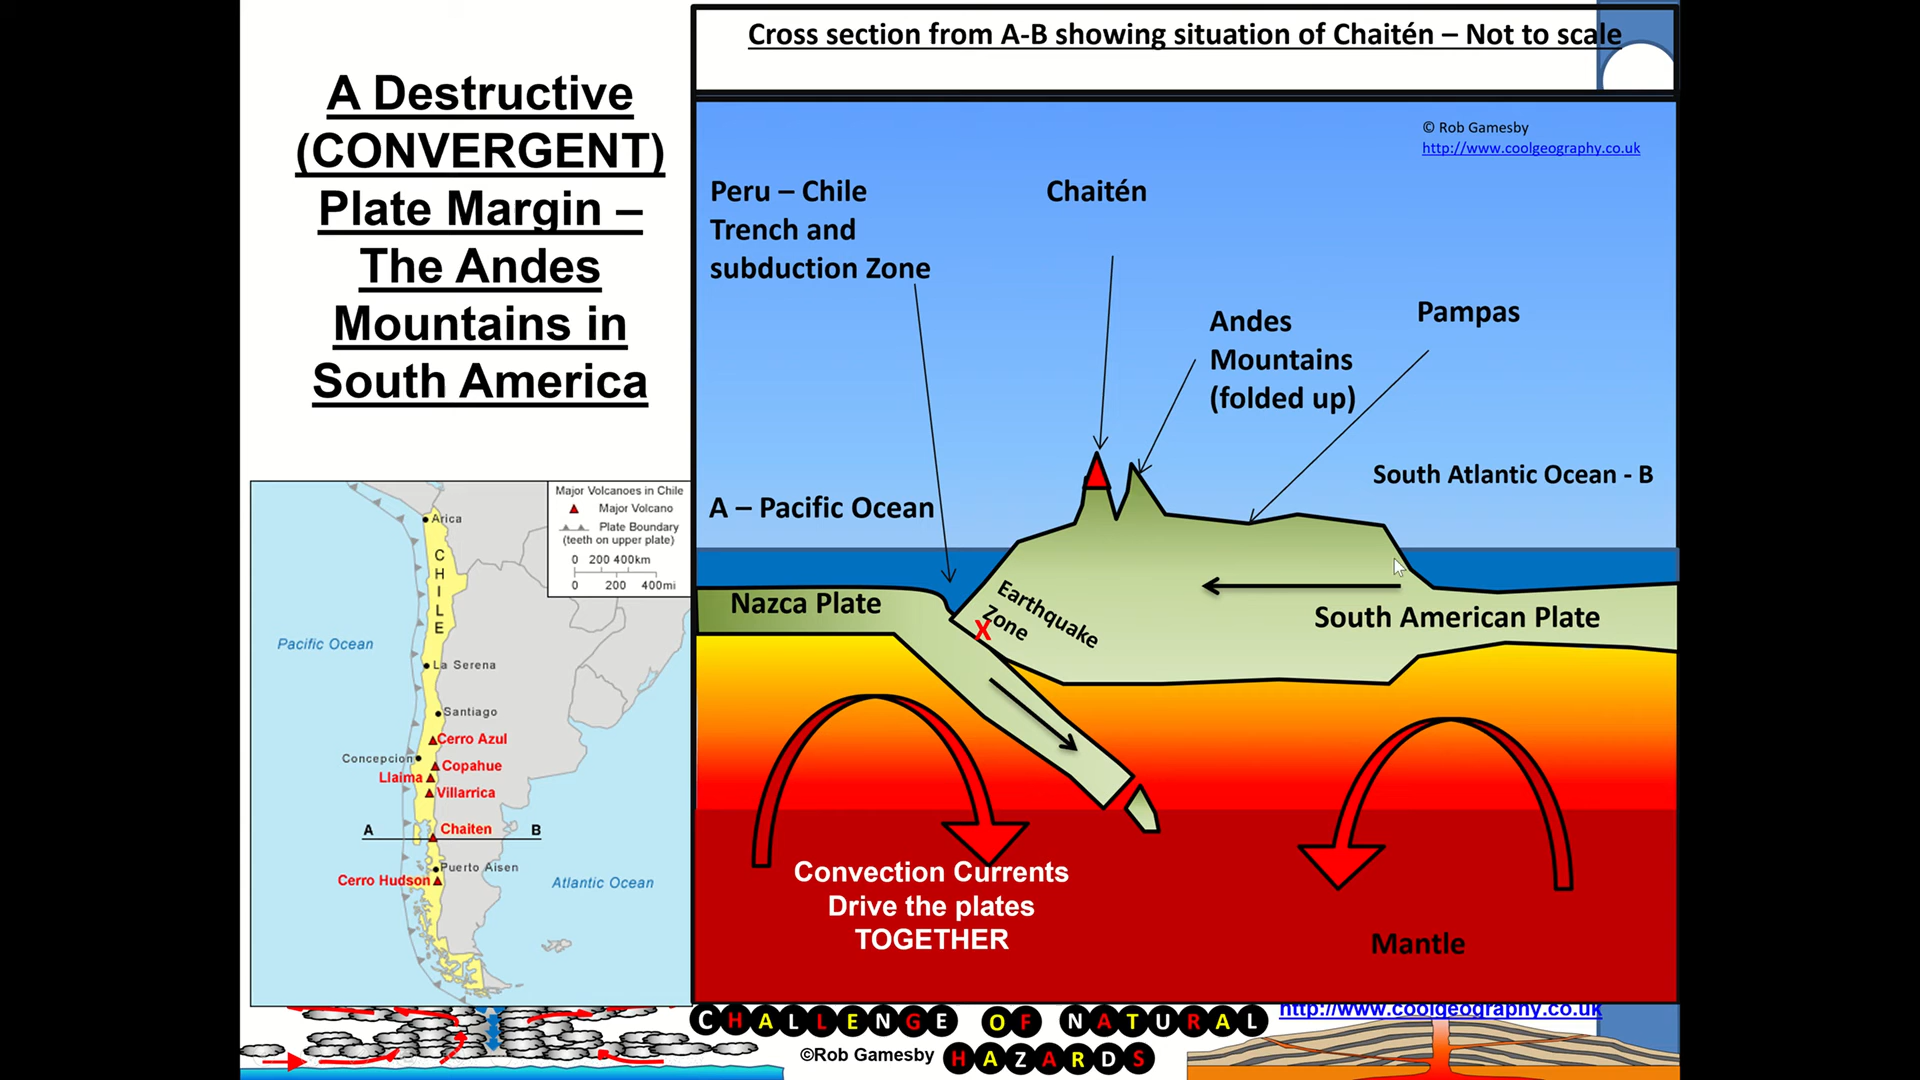 A Destructive
(CONVERGENT)
Plate Margin –
The Andes
Mountains in
South America
Cross section from A-B showing situation of Chaitén – Not to scale
© Rob Gamesby
http://www.coolgeography.co.uk
Peru – Chile
Trench and
subduction Zone
Chaitén
Andes
Mountains
(folded up)
Pampas
A – Pacific Ocean
South Atlantic Ocean - B
Nazca Plate
Earthquake
Zone
X
South American Plate
Convection Currents
Drive the plates
TOGETHER
Mantle
Major Volcanoes in Chile
Major Volcano
Plate Boundary
(teeth on upper plate)
0 200 400km
0 200 400mi
Arica
CHILE
Pacific Ocean
La Serena
Santiago
Cerro Azul
Concepcion
Copahue
Llaima
Villarrica
A
Chaiten
B
Puerto Aisen
Cerro Hudson
Atlantic Ocean
CHALLENGE OF NATURAL
http://www.coolgeography.co.uk
©Rob Gamesby
HAZARDS